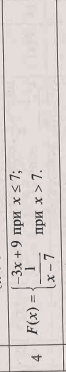 4
F(x) = { -3x + 9 при x ≤ 7;
1/(x - 7) при x > 7.